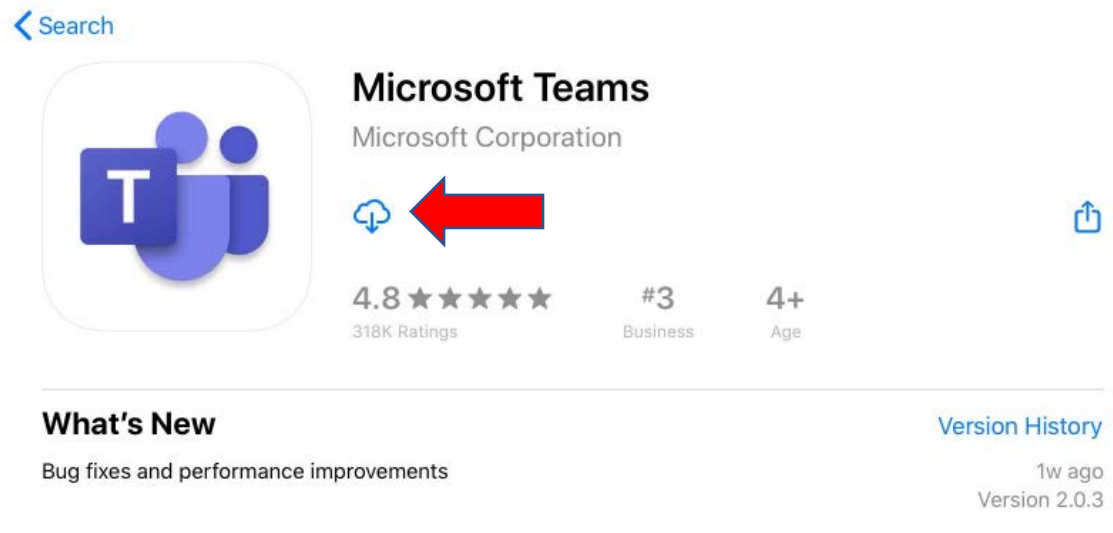 Search
Microsoft Teams
Microsoft Corporation
T
4.8
#3
4+
318K Ratings
Business
Age
What's New
Version History
Bug fixes and performance improvements
1w ago
Version 2.0.3